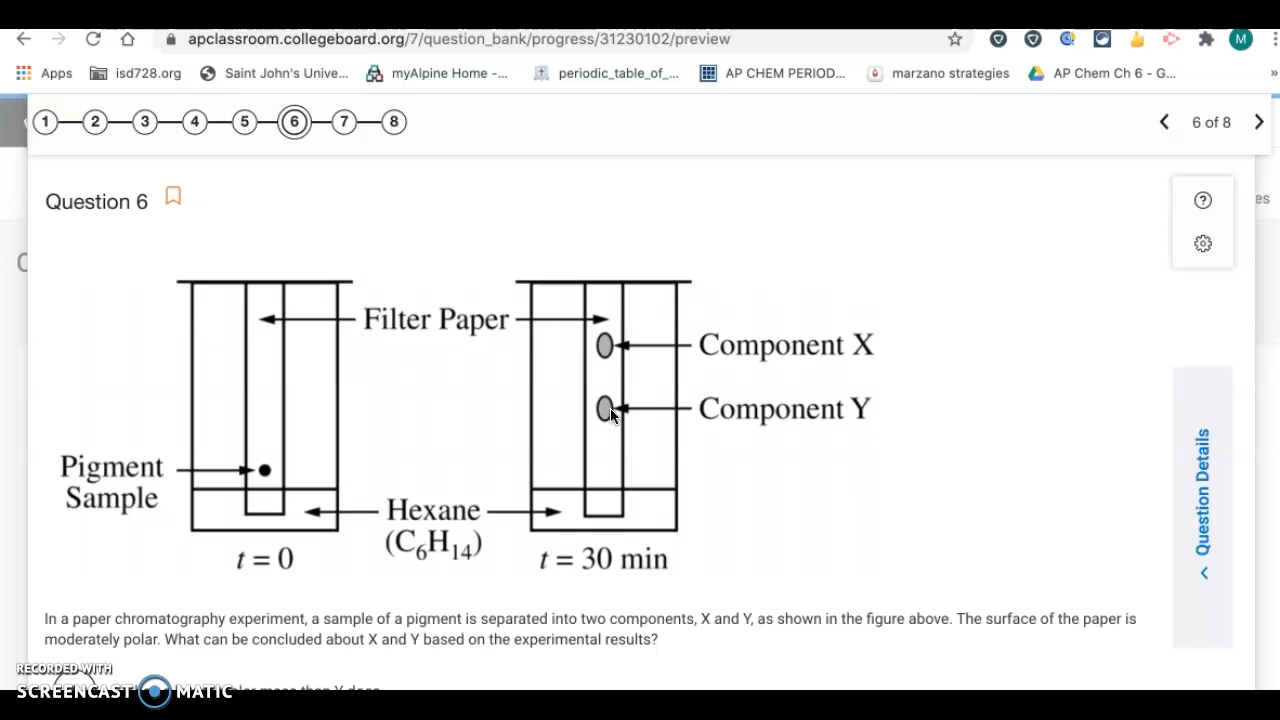 apclassroom.collegeboard.org/7/question_bank/progress/31230102/preview
M
Apps isd728.org Saint John's Unive... myAlpine Home -... periodic_table_of_... AP CHEM PERIOD... marzano strategies AP Chem Ch 6 - G...
1 2 3 4 5 6 7 8 6 of 8
Question 6
Filter Paper
Component X
Component Y
Pigment
Sample
Hexane
(C₆H₁₄)
t = 0
t = 30 min
Question Details
In a paper chromatography experiment, a sample of a pigment is separated into two components, X and Y, as shown in the figure above. The surface of the paper is
moderately polar. What can be concluded about X and Y based on the experimental results?
RECORDED WITH
SCREENCAST MATIC